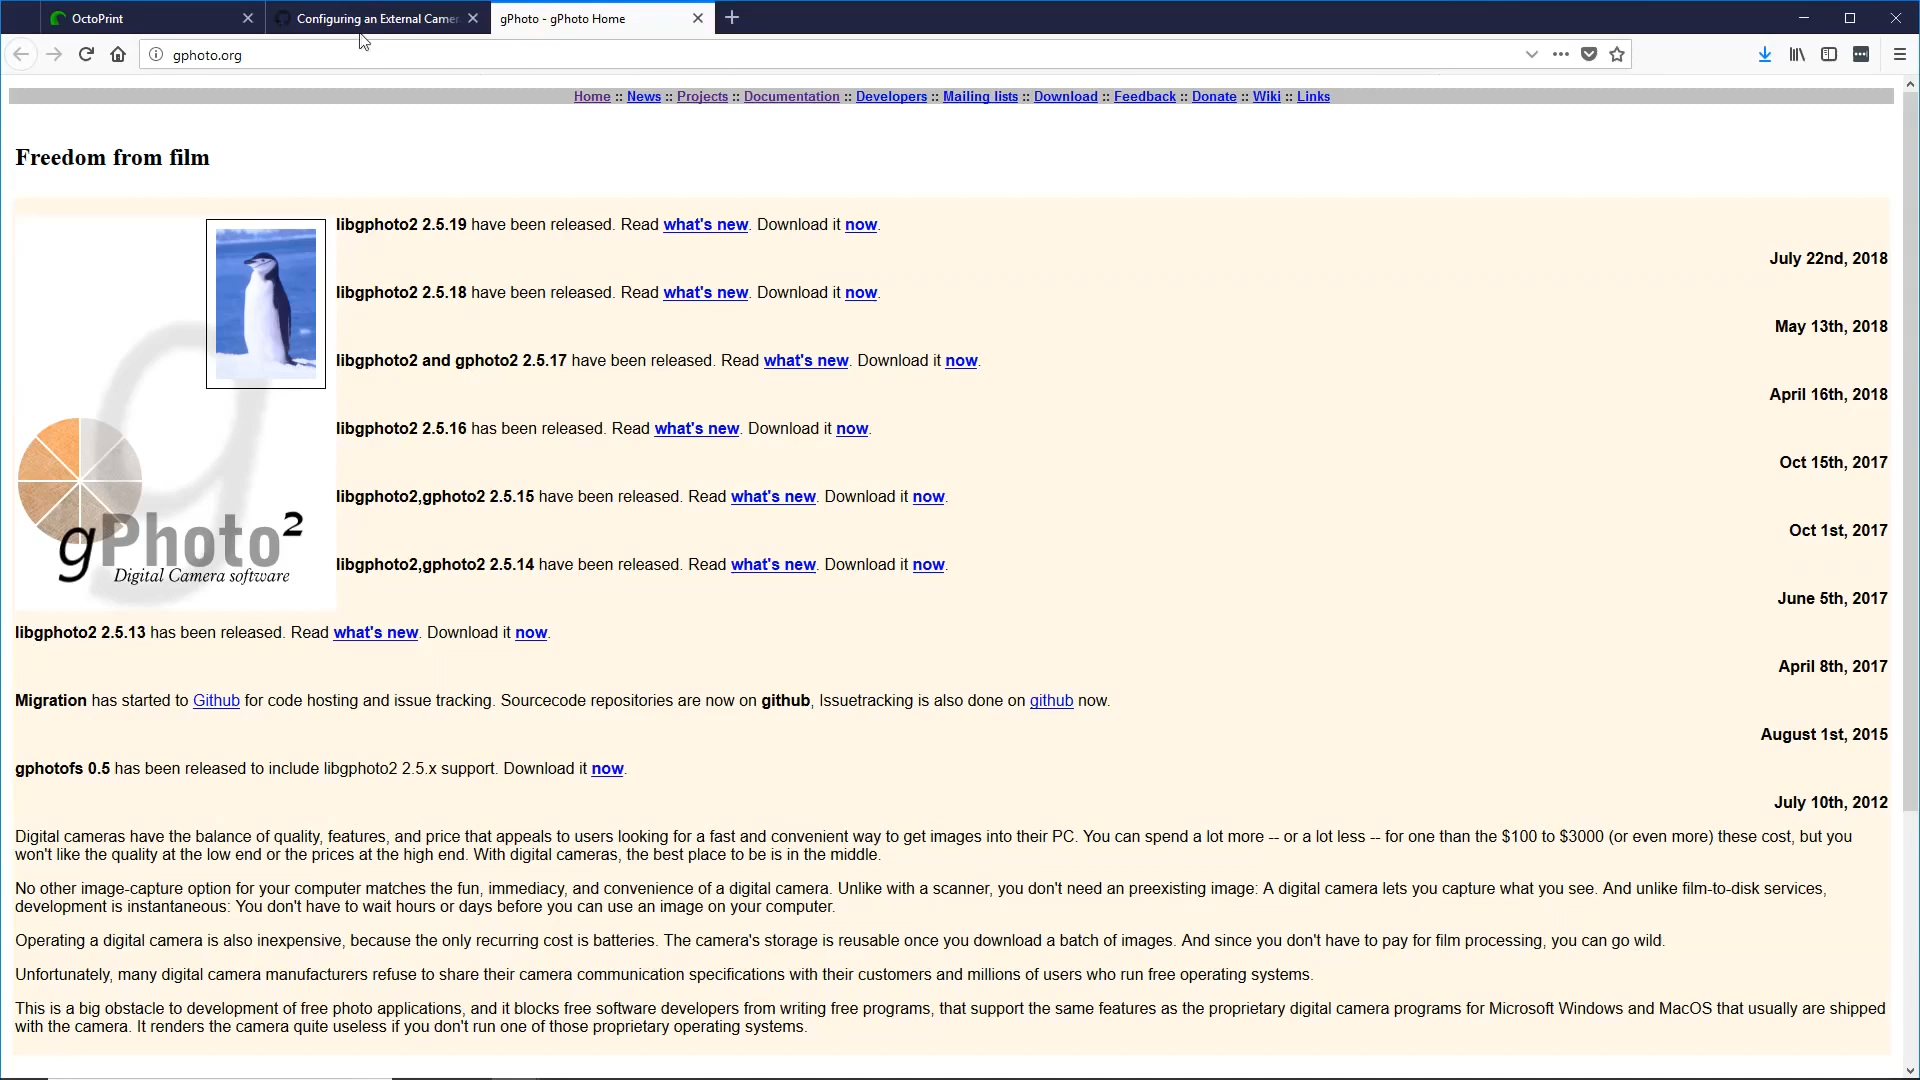 OctoPrint
Configuring an External Camer
gPhoto - gPhoto Home
gphoto.org
Home :: News :: Projects :: Documentation :: Developers :: Mailing lists :: Download :: Feedback :: Donate :: Wiki :: Links
Freedom from film
libgphoto2 2.5.19 have been released. Read what's new. Download it now.
July 22nd, 2018
libgphoto2 2.5.18 have been released. Read what's new. Download it now.
May 13th, 2018
libgphoto2 and gphoto2 2.5.17 have been released. Read what's new. Download it now.
April 16th, 2018
libgphoto2 2.5.16 has been released. Read what's new. Download it now.
Oct 15th, 2017
libgphoto2,gphoto2 2.5.15 have been released. Read what's new. Download it now.
Oct 1st, 2017
gPhoto2
Digital Camera software
libgphoto2,gphoto2 2.5.14 have been released. Read what's new. Download it now.
June 5th, 2017
libgphoto2 2.5.13 has been released. Read what's new. Download it now.
April 8th, 2017
Migration has started to Github for code hosting and issue tracking. Sourcecode repositories are now on github, Issuetracking is also done on github now.
August 1st, 2015
gphotofs 0.5 has been released to include libgphoto2 2.5.x support. Download it now.
July 10th, 2012
Digital cameras have the balance of quality, features, and price that appeals to users looking for a fast and convenient way to get images into their PC. You can spend a lot more -- or a lot less -- for one than the $100 to $3000 (or even more) these cost, but you
won't like the quality at the low end or the prices at the high end. With digital cameras, the best place to be is in the middle.
No other image-capture option for your computer matches the fun, immediacy, and convenience of a digital camera. Unlike with a scanner, you don't need an preexisting image: A digital camera lets you capture what you see. And unlike film-to-disk services,
development is instantaneous: You don't have to wait hours or days before you can use an image on your computer.
Operating a digital camera is also inexpensive, because the only recurring cost is batteries. The camera's storage is reusable once you download a batch of images. And since you don't have to pay for film processing, you can go wild.
Unfortunately, many digital camera manufacturers refuse to share their camera communication specifications with their customers and millions of users who run free operating systems.
This is a big obstacle to development of free photo applications, and it blocks free software developers from writing free programs, that support the same features as the proprietary digital camera programs for Microsoft Windows and MacOS that usually are shipped
with the camera. It renders the camera quite useless if you don't run one of those proprietary operating systems.